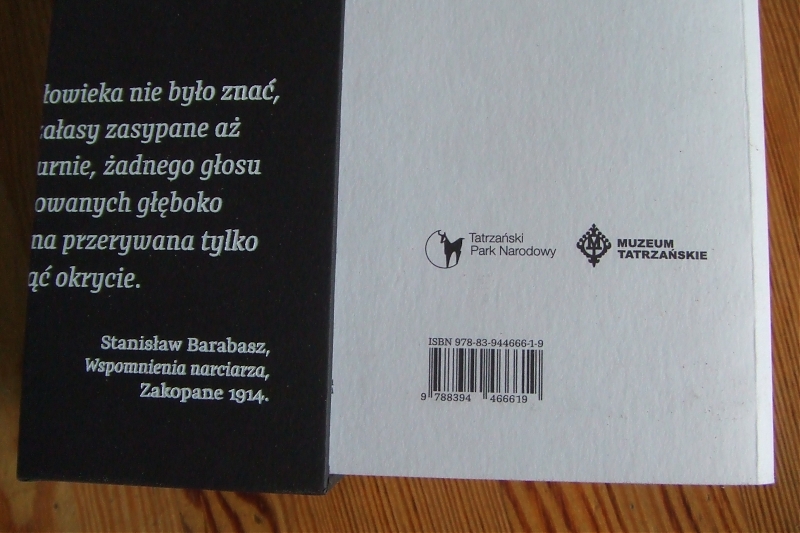 łowieka nie było znać,
ałasy zasypane aż
urnie, żadnego głosu
owanych głęboko
na przerywana tylko
ąć okrycie.
Stanisław Barabasz,
Wspomnienia narciarza,
Zakopane 1914.
Tatrzański
Park Narodowy
MUZEUM
TATRZAŃSKIE
ISBN 978-83-944666-1-9
9 788394 466619